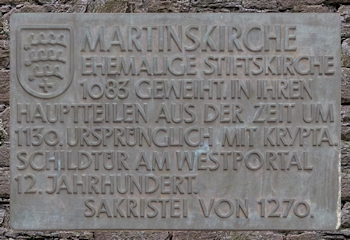 MARTINSKIRCHE
EHEMALIGE STIFTSKIRCHE
1083 GEWEIHT. IN IHREN
HAUPTTEILEN AUS DER ZEIT UM
1130. URSPRÜNGLICH MIT KRYPTA.
SCHILDTÜR AM WESTPORTAL
12. JAHRHUNDERT.
SAKRISTEI VON 1270.